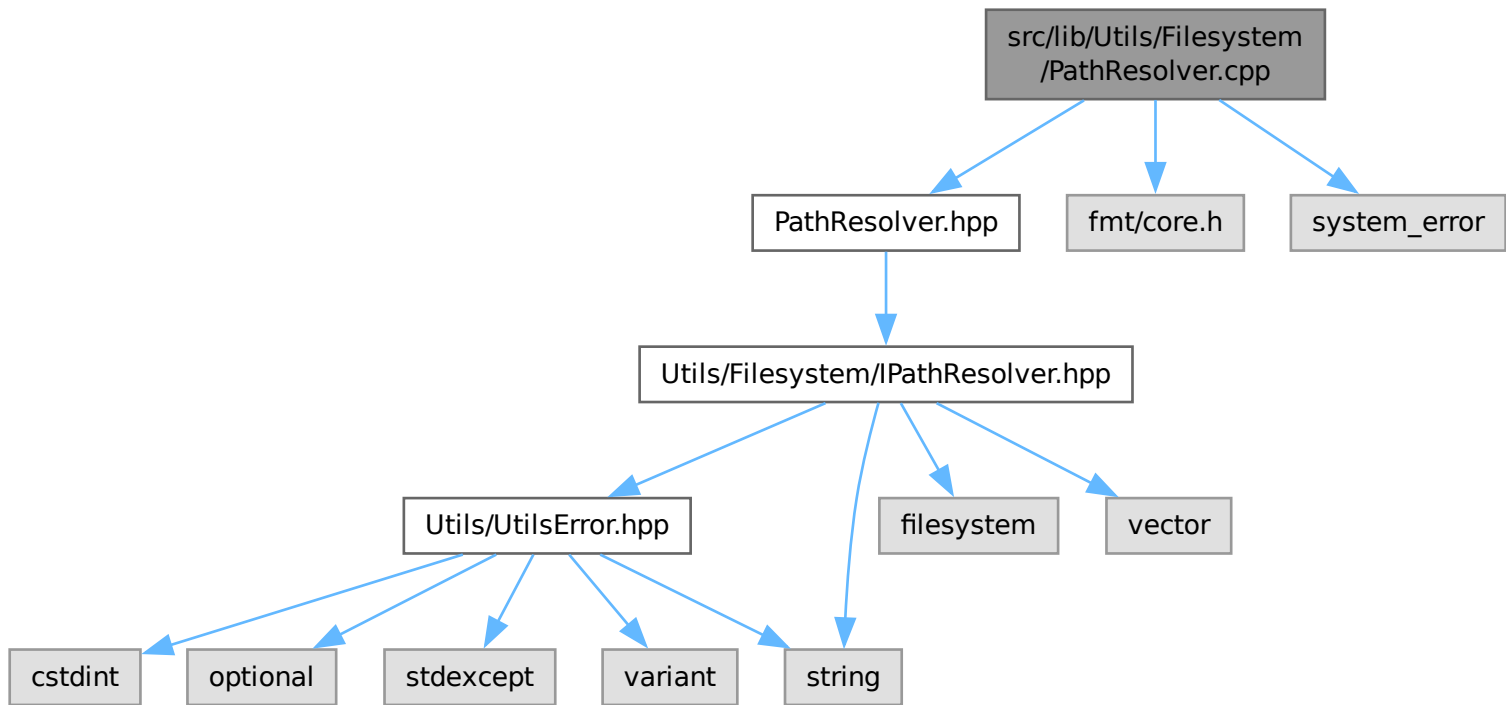 src/lib/Utils/Filesystem
/PathResolver.cpp
PathResolver.hpp
fmt/core.h
system_error
Utils/Filesystem/IPathResolver.hpp
Utils/UtilsError.hpp
filesystem
vector
cstdint
optional
stdexcept
variant
string